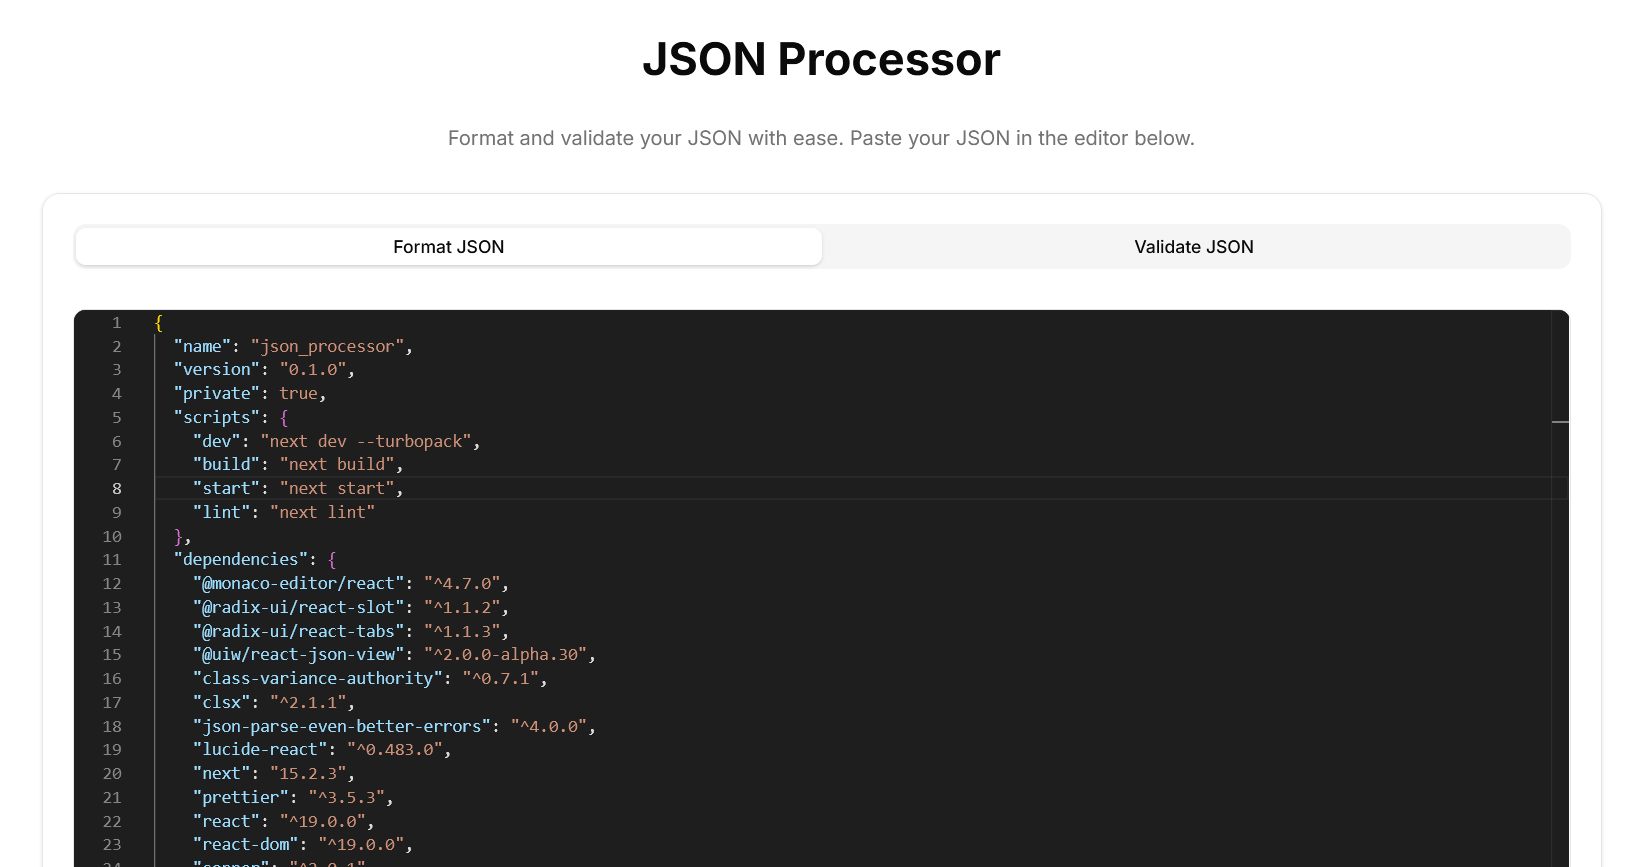 JSON Processor
Format and validate your JSON with ease. Paste your JSON in the editor below.
Format JSON
Validate JSON
1 {
2 "name": "json_processor",
3 "version": "0.1.0",
4 "private": true,
5 "scripts": {
6 "dev": "next dev --turbopack",
7 "build": "next build",
8 "start": "next start",
9 "lint": "next lint"
10 },
11 "dependencies": {
12 "@monaco-editor/react": "^4.7.0",
13 "@radix-ui/react-slot": "^1.1.2",
14 "@radix-ui/react-tabs": "^1.1.3",
15 "@uiw/react-json-view": "^2.0.0-alpha.30",
16 "class-variance-authority": "^0.7.1",
17 "clsx": "^2.1.1",
18 "json-parse-even-better-errors": "^4.0.0",
19 "lucide-react": "^0.483.0",
20 "next": "15.2.3",
21 "prettier": "^3.5.3",
22 "react": "^19.0.0",
23 "react-dom": "^19.0.0",